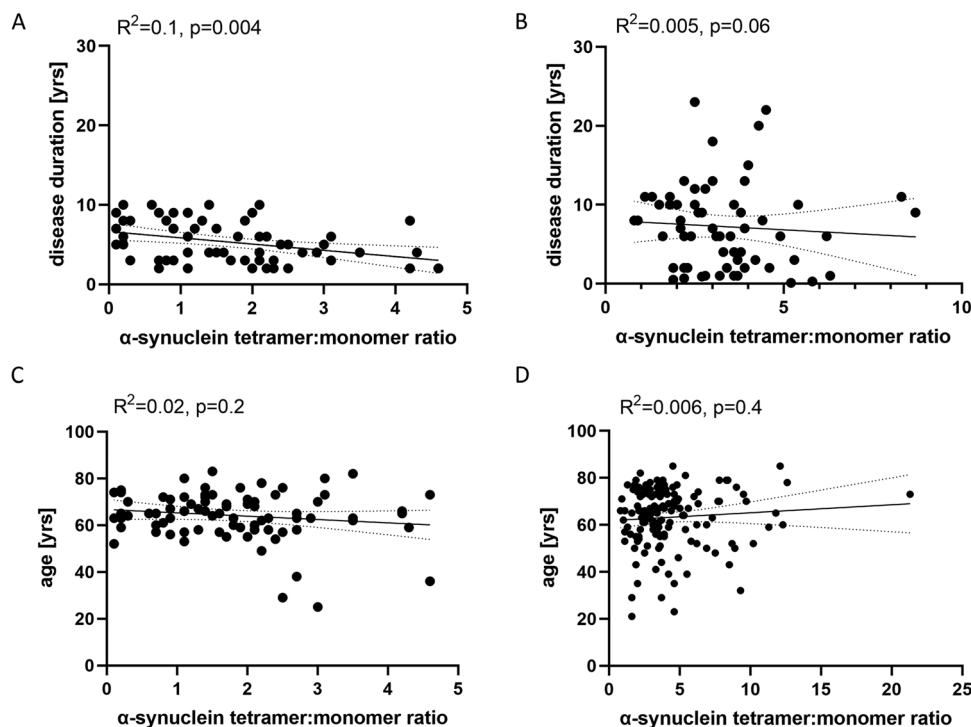 A
R²=0.1, p=0.004
disease duration [yrs]
30
20
10
0
0 1 2 3 4 5
α-synuclein tetramer:monomer ratio
B
R²=0.005, p=0.06
disease duration [yrs]
30
20
10
0
0 5 10
α-synuclein tetramer:monomer ratio
C
R²=0.02, p=0.2
age [yrs]
100
80
60
40
20
0
0 1 2 3 4 5
α-synuclein tetramer:monomer ratio
D
R²=0.006, p=0.4
age [yrs]
100
80
60
40
20
0
0 5 10 15 20 25
α-synuclein tetramer:monomer ratio